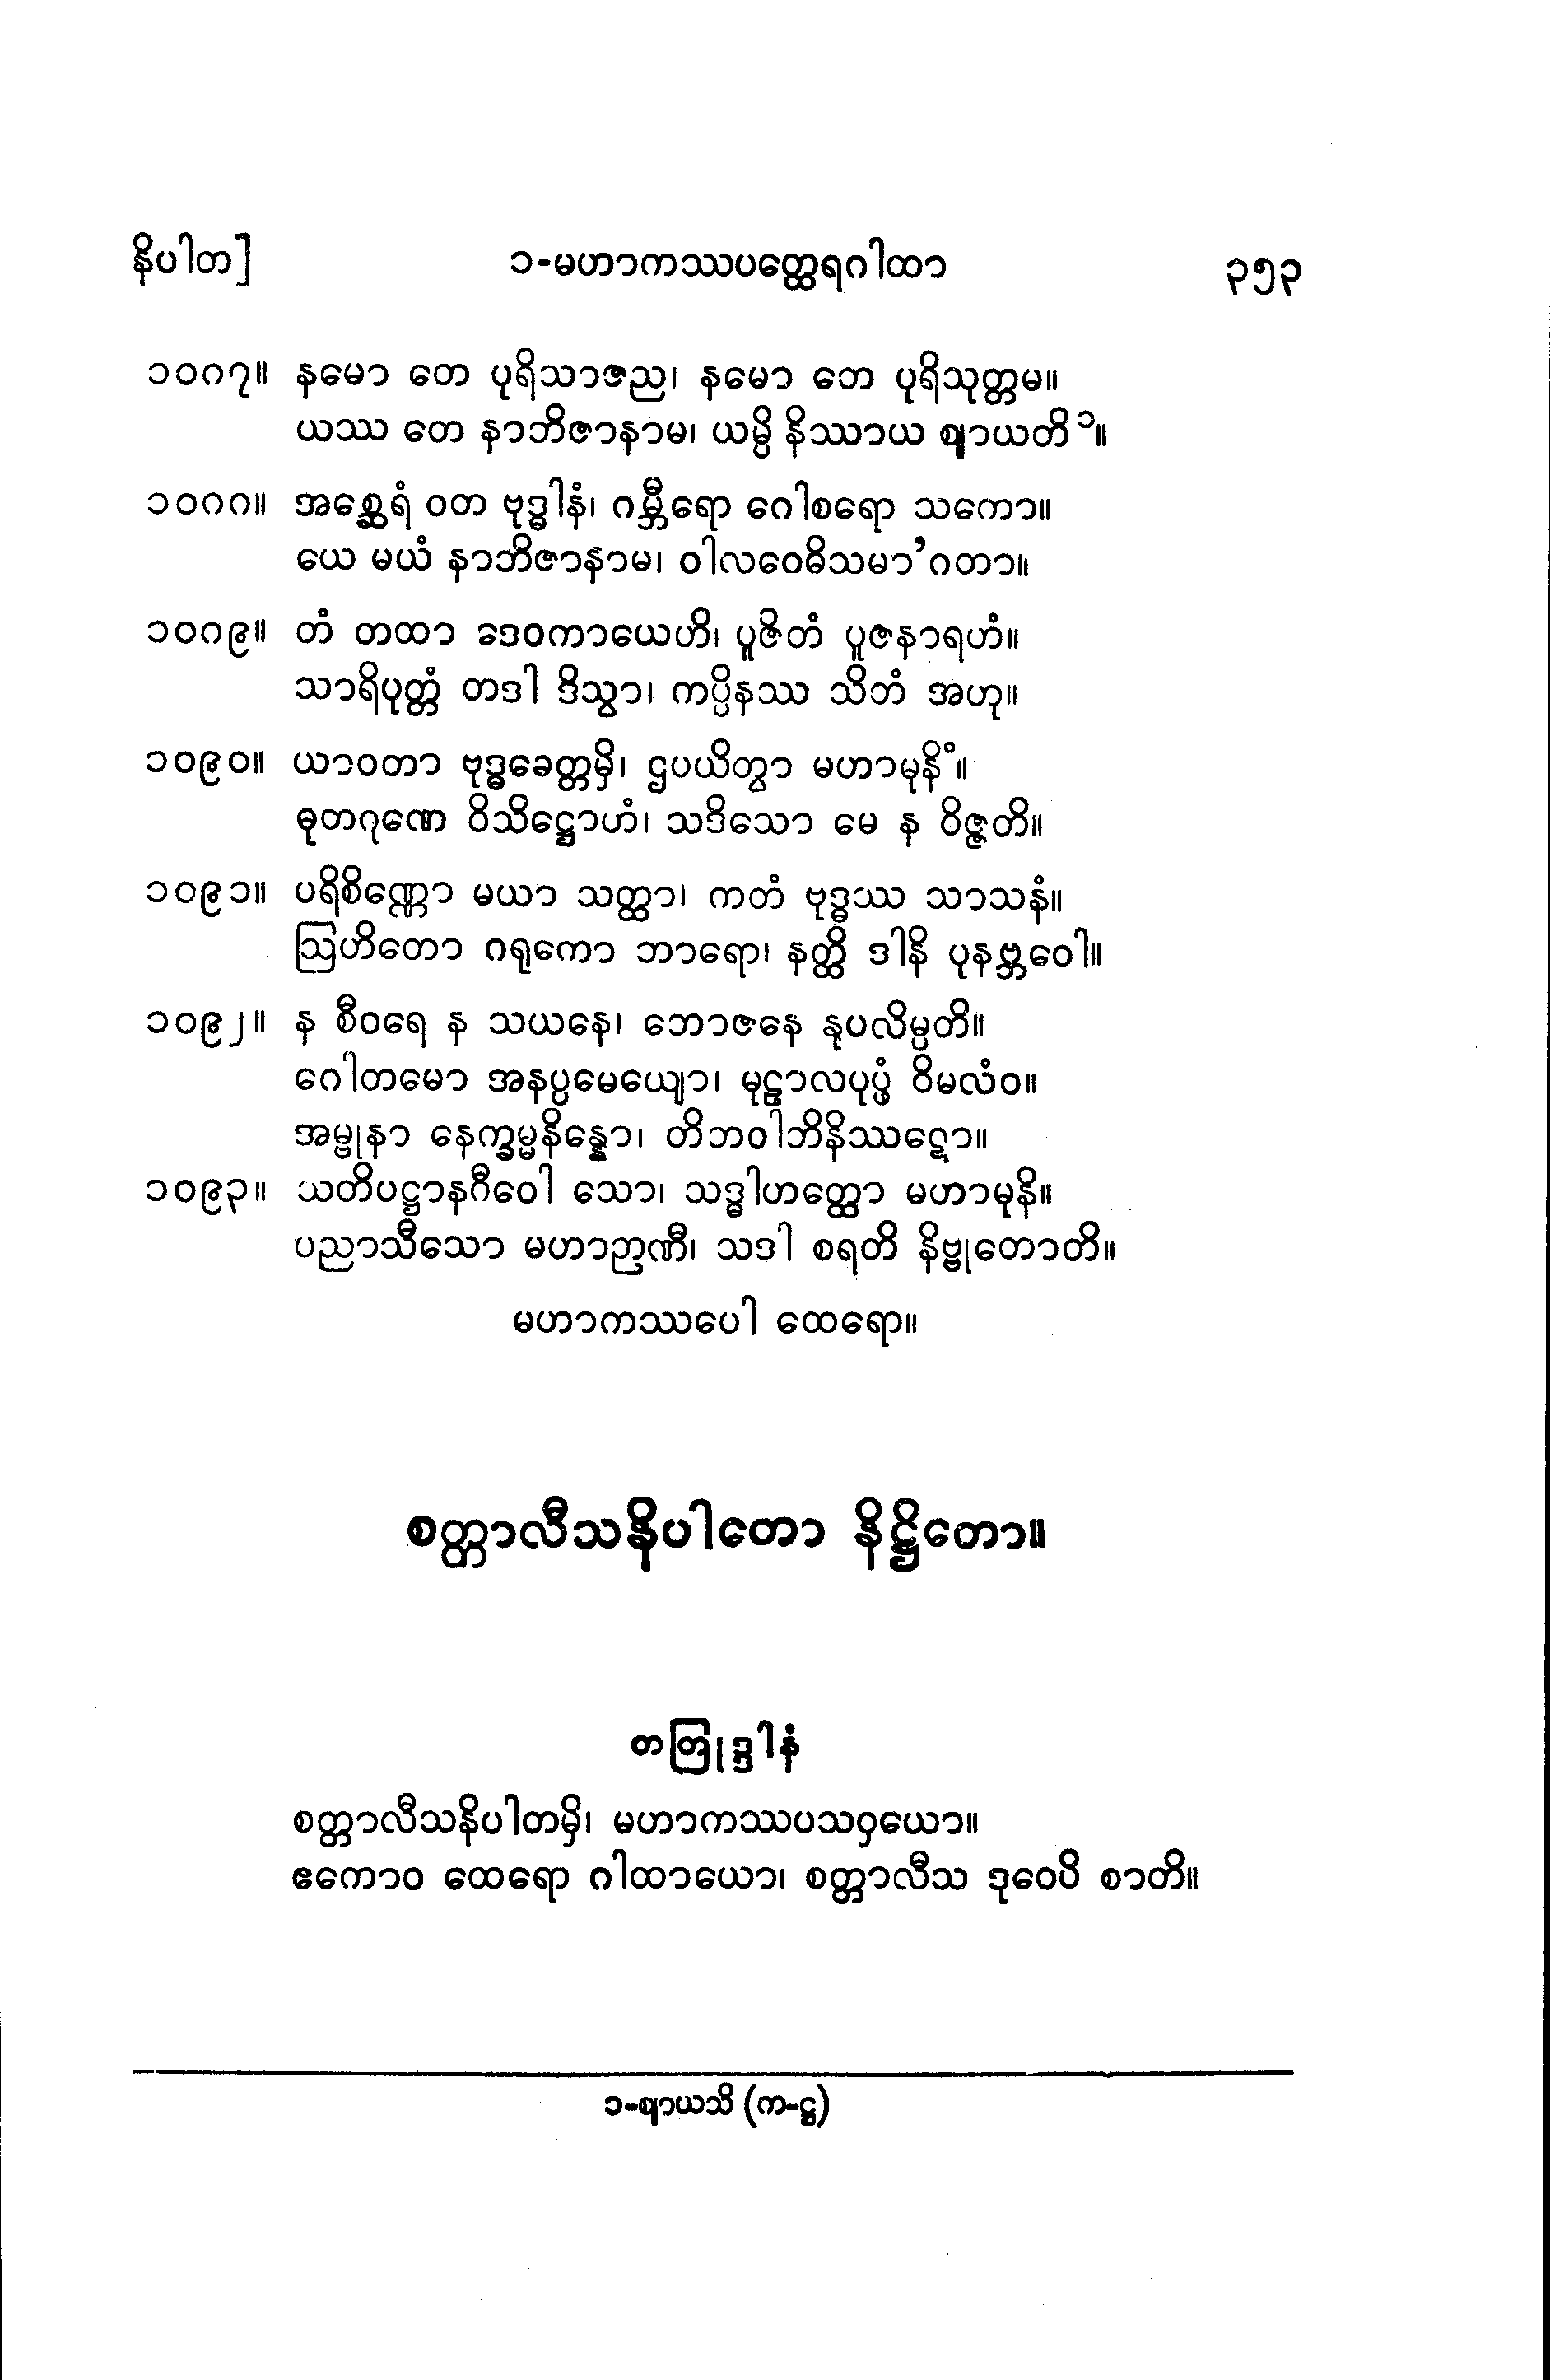 နိပါတ]
၁-မဟာကဿပတ္ထေရဂါထာ
၃၅၃
၁၀၈၇။ နမော တေ ပုရိသာဇည၊ နမော တေ ပုရိသုတ္တမ။
ယဿ တေ နာဘိဇာနာမ၊ ယမ္ပိ နိဿာယ ဈာယတိ ၁။
၁၀၈၈။ အစ္ဆေရံ ဝတ ဗုဒ္ဓါနံ၊ ဂမ္ဘီရော ဂေါစရော သကော။
ယေ မယံ နာဘိဇာနာမ၊ ဝါလဝေဓိသမာ'ဂတာ။
၁၀၈၉။ တံ တထာ ဒေဝကာယေဟိ၊ ပူဇိတံ ပူဇနာရဟံ။
သာရိပုတ္တံ တဒါ ဒိသွာ၊ ကပ္ပိနဿ သိတံ အဟု။
၁၀၉၀။ ယာဝတာ ဗုဒ္ဓခေတ္တမှိ၊ ဌပယိတွာ မဟာမုနိံ။
ဓုတဂုဏေ ဝိသိဋ္ဌောဟံ၊ သဒိသော မေ န ဝိဇ္ဇတိ။
၁၀၉၁။ ပရိစိဏ္ဏော မယာ သတ္ထာ၊ ကတံ ဗုဒ္ဓဿ သာသနံ။
ဩဟိတော ဂရုကော ဘာရော၊ နတ္ထိ ဒါနိ ပုနဗ္ဘဝေါ။
၁၀၉၂။ န စီဝရေ န သယနေ၊ ဘောဇနေ နုပလိမ္ပတိ။
ဂေါတမော အနပ္ပမေယျော၊ မုဠာလပုပ္ဖံ ဝိမလံဝ။
အမ္ဗုနာ နေက္ခမ္မနိန္နော၊ တိဘဝါဘိနိဿဋော။
၁၀၉၃။ သတိပဋ္ဌာနဂီဝေါ သော၊ သဒ္ဓါဟတ္ထော မဟာမုနိ။
ပညာသီသော မဟာဉာဏီ၊ သဒါ စရတိ နိဗ္ဗုတောတိ။
မဟာကဿပေါ ထေရော။
စတ္တာလီသနိပါတော နိဋ္ဌိတော။
တတြုဒ္ဒါနံ
စတ္တာလီသနိပါတမှိ၊ မဟာကဿပသဝှယော။
ဧကောဝ ထေရော ဂါထာယော၊ စတ္တာလီသ ဒုဝေပိ စာတိ။
၁-ဈာယသိ (က-ဋ္ဌ)